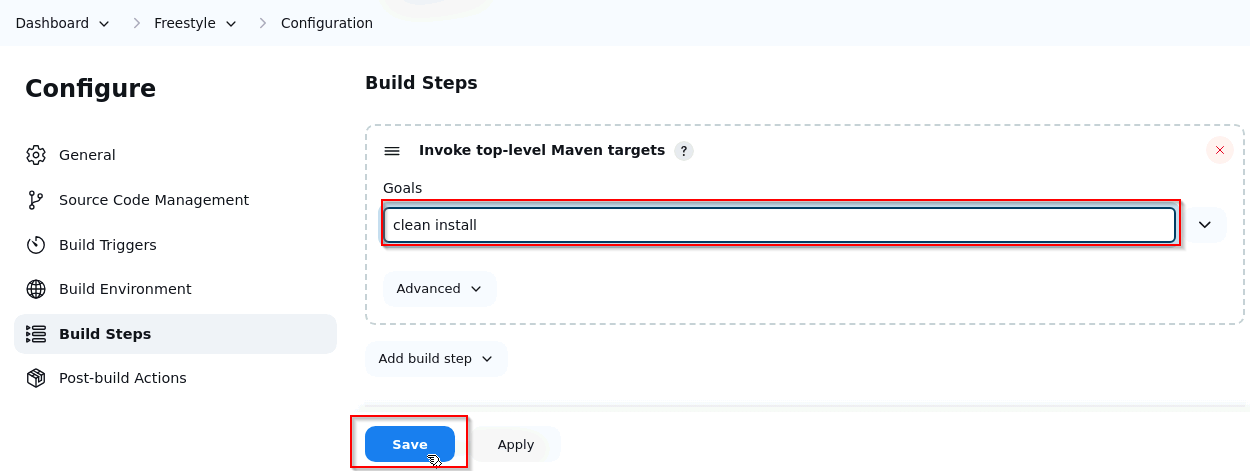 Dashboard Freestyle Configuration
Configure
General
Source Code Management
Build Triggers
Build Environment
Build Steps
Post-build Actions
Build Steps
Invoke top-level Maven targets ?
Goals
clean install
Advanced
Add build step
Save Apply